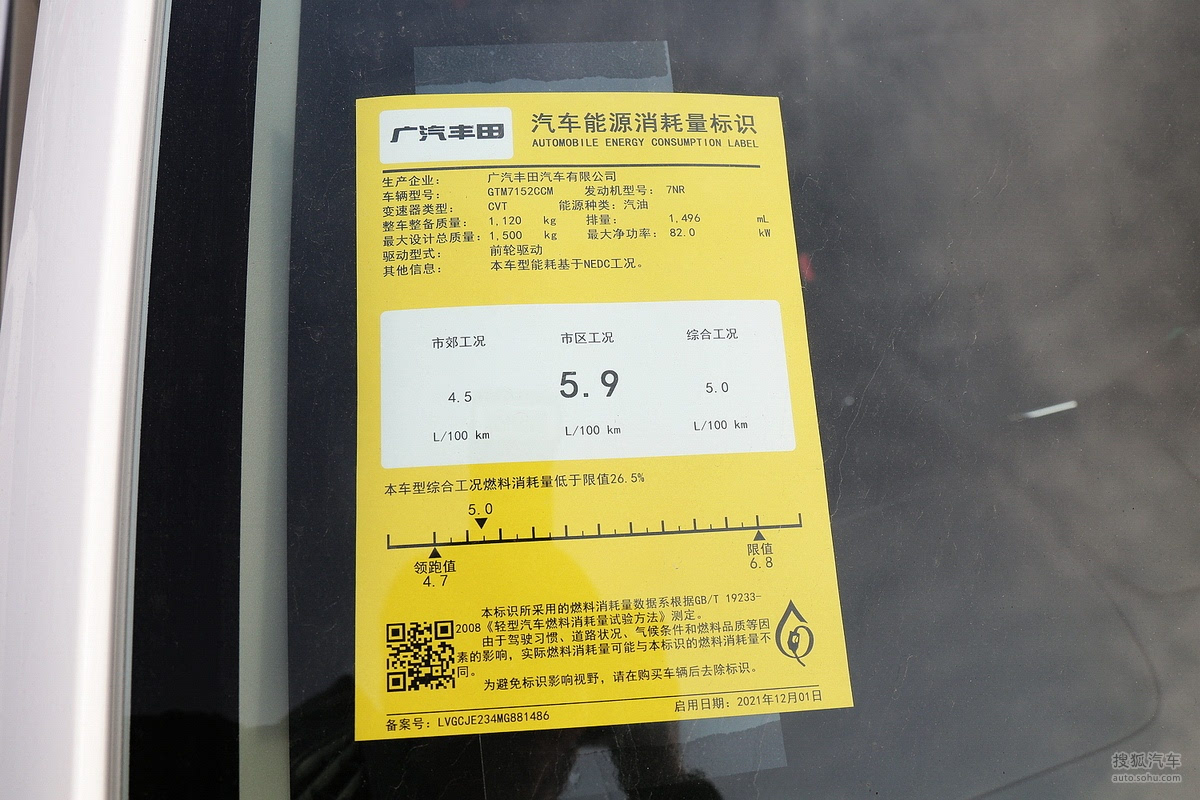 广汽丰田
汽车能源消耗量标识
AUTOMOBILE ENERGY CONSUMPTION LABEL
生产企业： 广汽丰田汽车有限公司
车辆型号： GTM7152CCM 发动机型号： 7NR
变速器类型： CVT 能源种类：汽油
整车整备质量： 1,120 kg 排量： 1,496 mL
最大设计总质量： 1,500 kg 最大净功率： 82.0 kW
驱动型式： 前轮驱动
其他信息： 本车型能耗基于NEDC工况。
市郊工况 市区工况 综合工况
4.5 5.9 5.0
L/100 km L/100 km L/100 km
本车型综合工况燃料消耗量低于限值26.5%
5.0
领跑值 限值
4.7 6.8
本标识所采用的燃料消耗量数据系根据GB/T 19233-
2008《轻型汽车燃料消耗量试验方法》测定。
由于驾驶习惯、道路状况、气候条件和燃料品质等因
素的影响，实际燃料消耗量可能与本标识的燃料消耗量不
同。
为避免标识影响视野，请在购买车辆后去除标识。
备案号：LVGCJE234MG881486 启用日期：2021年12月01日
搜狐汽车
auto.sohu.com